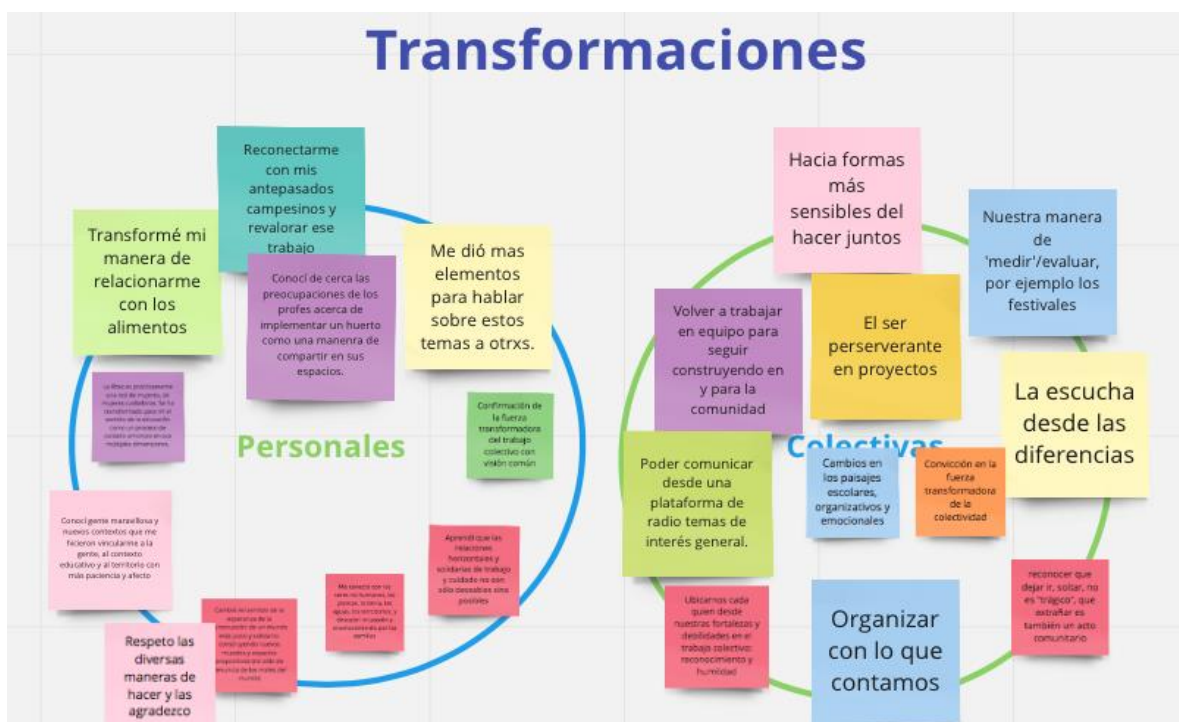 Transformaciones
Reconectarme
con mis
antepasados
campesinos y
revalorar ese
trabajo
Transformé mi
manera de
relacionarme
con los
alimentos
Conocí de cerca las
preocupaciones de los
profes acerca de
implementar un huerto
como una manenra de
compartir en sus
espacios.
Me dió mas
elementos
para hablar
sobre estos
temas a otrxs.
Confirmación de
la fuerza
transformadora
del trabajo
colectivo con
visión común
Personales
Conocí gente maravillosa y
nuevos contextos que me
hicieron vincularme a la
gente, al contexto
educativo y al territorio con
más paciencia y afecto
Aprendí que las
relaciones
horizontales y
solidarias de trabajo
y cuidado no son
sólo deseables sino
posibles
Respeto las
diversas
maneras de
hacer y las
agradezco
Hacia formas
más
sensibles del
hacer juntos
Nuestra manera
de
'medir'/evaluar,
por ejemplo los
festivales
Volver a trabajar
en equipo para
seguir
construyendo en
y para la
comunidad
El ser
perserverante
en proyectos
La escucha
desde las
diferencias
Colectivas
Poder comunicar
desde una
plataforma de
radio temas de
interés general.
Cambios en
los paisajes
escolares,
organizativos y
emocionales
Convicción en la
fuerza
transformadora
de la
colectividad
Ubicarnos cada
quien desde
nuestras fortalezas y
debilidades en el
trabajo colectivo:
reconocimiento y
humildad
Organizar
con lo que
contamos
reconocer que
dejar ir, soltar, no
es "trágico", que
extrañar es
también un acto
comunitario